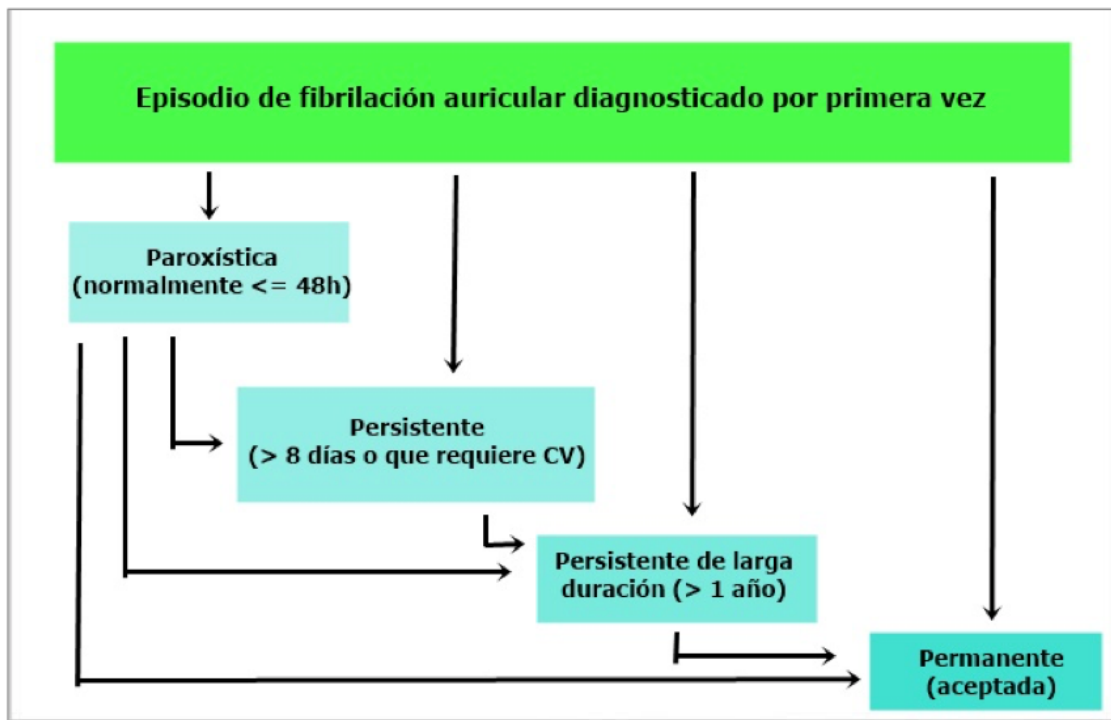 Episodio de fibrilación auricular diagnosticado por primera vez
Paroxística
(normalmente <= 48h)
Persistente
(> 8 días o que requiere CV)
Persistente de larga
duración (> 1 año)
Permanente
(aceptada)